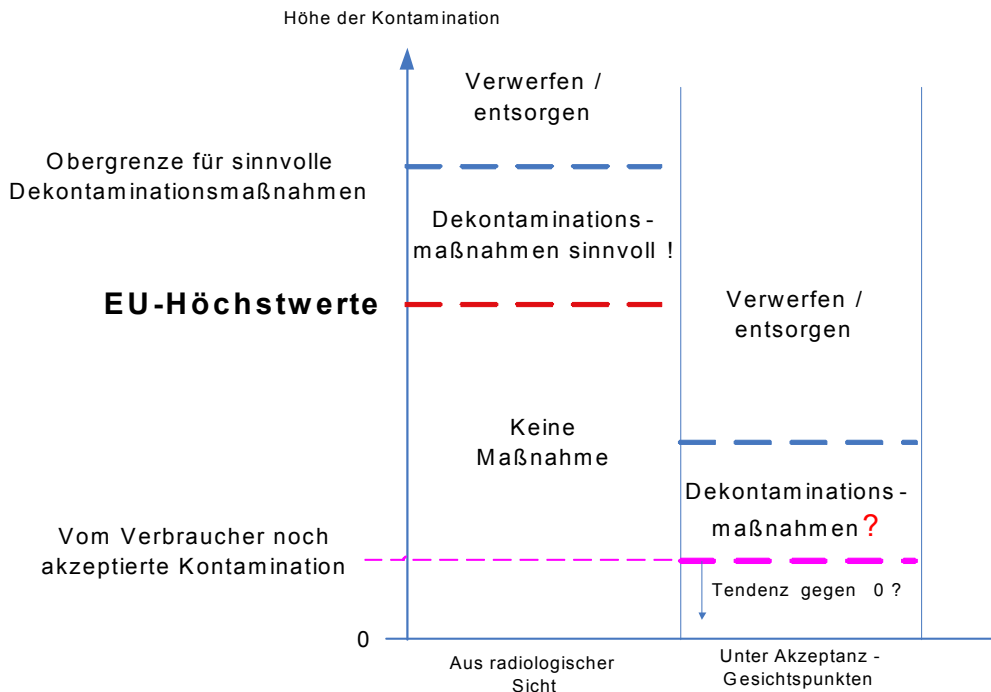 Höhe der Kontamination
Verwerfen /
entsorgen
Obergrenze für sinnvolle
Dekontaminationsmaßnahmen
Dekontaminations-
maßnahmen sinnvoll !
EU-Höchstwerte
Verwerfen /
entsorgen
Keine
Maßnahme
Dekontaminations-
maßnahmen?
Vom Verbraucher noch
akzeptierte Kontamination
Tendenz gegen 0 ?
0
Aus radiologischer
Sicht
Unter Akzeptanz -
Gesichtspunkten